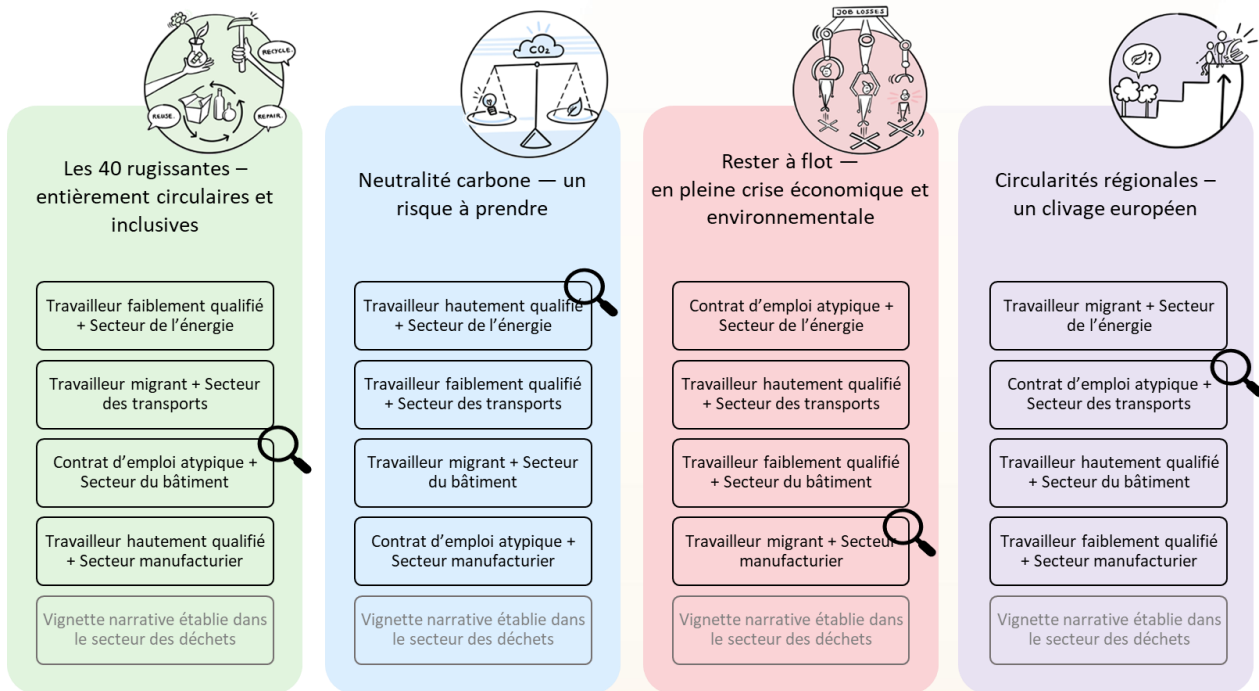 RECYCLE.
REUSE.
REPAIR.
Les 40 rugissantes –
entièrement circulaires et
inclusives
Travailleur faiblement qualifié
+ Secteur de l’énergie
Travailleur migrant + Secteur
des transports
Contrat d’emploi atypique +
Secteur du bâtiment
Travailleur hautement qualifié
+ Secteur manufacturier
Vignette narrative établie dans
le secteur des déchets
CO2
Neutralité carbone — un
risque à prendre
Travailleur hautement qualifié
+ Secteur de l’énergie
Travailleur faiblement qualifié
+ Secteur des transports
Travailleur migrant + Secteur
du bâtiment
Contrat d’emploi atypique +
Secteur manufacturier
Vignette narrative établie dans
le secteur des déchets
JOB LOSSES
Rester à flot —
en pleine crise économique et
environnementale
Contrat d’emploi atypique +
Secteur de l’énergie
Travailleur hautement qualifié
+ Secteur des transports
Travailleur faiblement qualifié
+ Secteur du bâtiment
Travailleur migrant + Secteur
manufacturier
Vignette narrative établie dans
le secteur des déchets
?
Circularités régionales –
un clivage européen
Travailleur migrant + Secteur
de l’énergie
Contrat d’emploi atypique +
Secteur des transports
Travailleur hautement qualifié
+ Secteur du bâtiment
Travailleur faiblement qualifié
+ Secteur manufacturier
Vignette narrative établie dans
le secteur des déchets